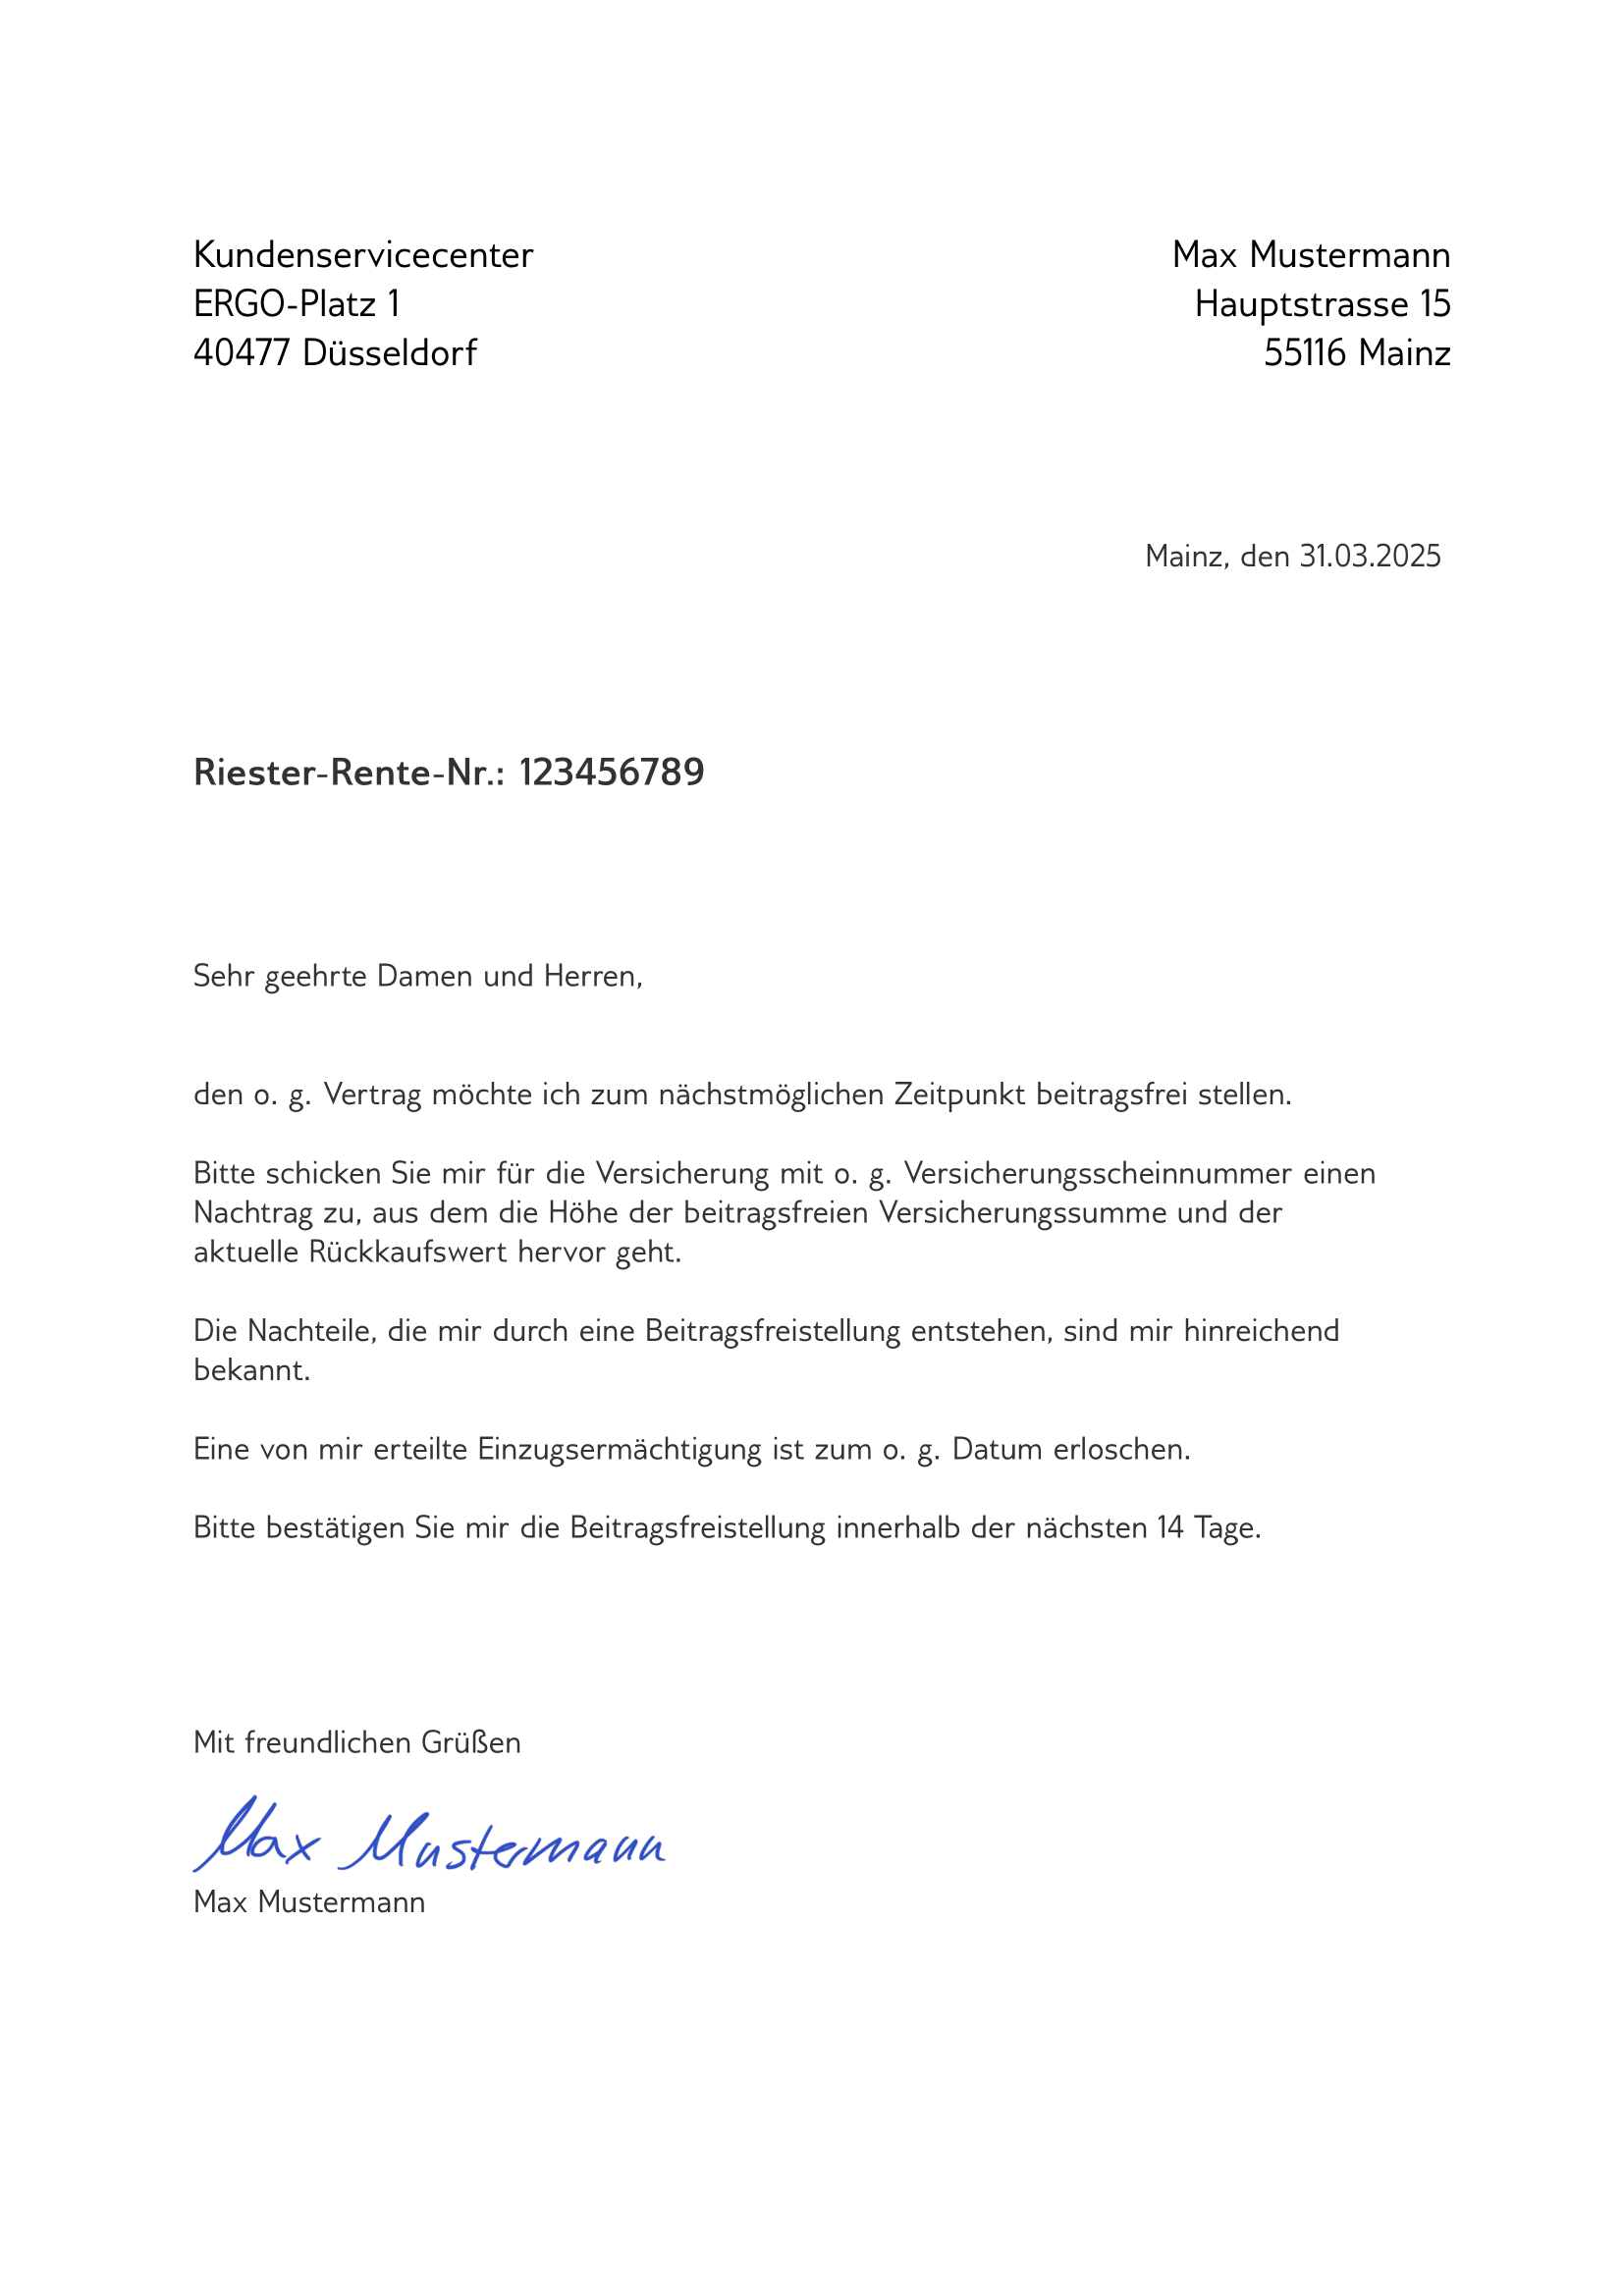 Kundenservicecenter
ERGO-Platz 1
40477 Düsseldorf
Max Mustermann
Hauptstrasse 15
55116 Mainz
Mainz, den 31.03.2025
Riester-Rente-Nr.: 123456789
Sehr geehrte Damen und Herren,
den o. g. Vertrag möchte ich zum nächstmöglichen Zeitpunkt beitragsfrei stellen.
Bitte schicken Sie mir für die Versicherung mit o. g. Versicherungsscheinnummer einen
Nachtrag zu, aus dem die Höhe der beitragsfreien Versicherungssumme und der
aktuelle Rückkaufswert hervor geht.
Die Nachteile, die mir durch eine Beitragsfreistellung entstehen, sind mir hinreichend
bekannt.
Eine von mir erteilte Einzugsermächtigung ist zum o. g. Datum erloschen.
Bitte bestätigen Sie mir die Beitragsfreistellung innerhalb der nächsten 14 Tage.
Mit freundlichen Grüßen
Max Mustermann
Max Mustermann